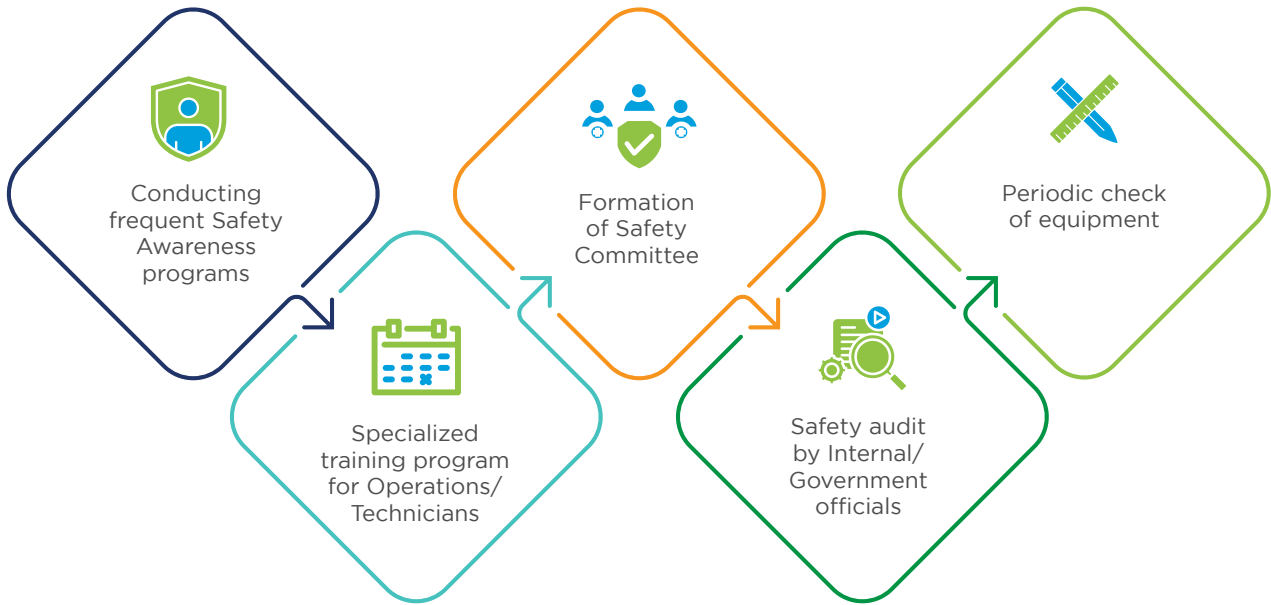 Conducting
frequent Safety
Awareness
programs
Specialized
training program
for Operations/
Technicians
Formation
of Safety
Committee
Safety audit
by Internal/
Government
officials
Periodic check
of equipment